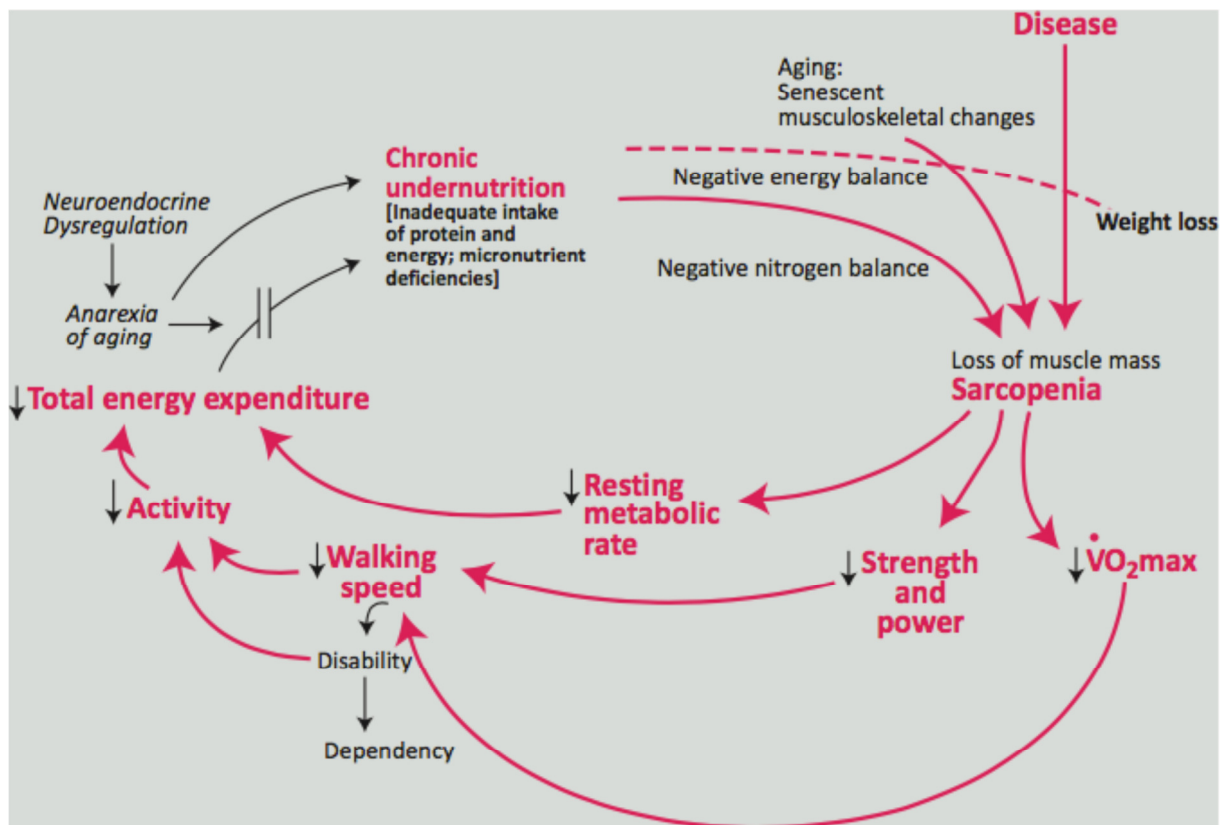 Disease
Aging:
Senescent
musculoskeletal changes
Chronic
undernutrition
[Inadequate intake
of protein and
energy; micronutrient
deficiencies]
Negative energy balance
Weight loss
Neuroendocrine
Dysregulation
Negative nitrogen balance
Anarexia
of aging
Loss of muscle mass
Sarcopenia
↓ Total energy expenditure
↓ Resting
metabolic
rate
↓ Activity
↓ Walking
speed
↓ Strength
and
power
↓ V̇O₂max
Disability
Dependency